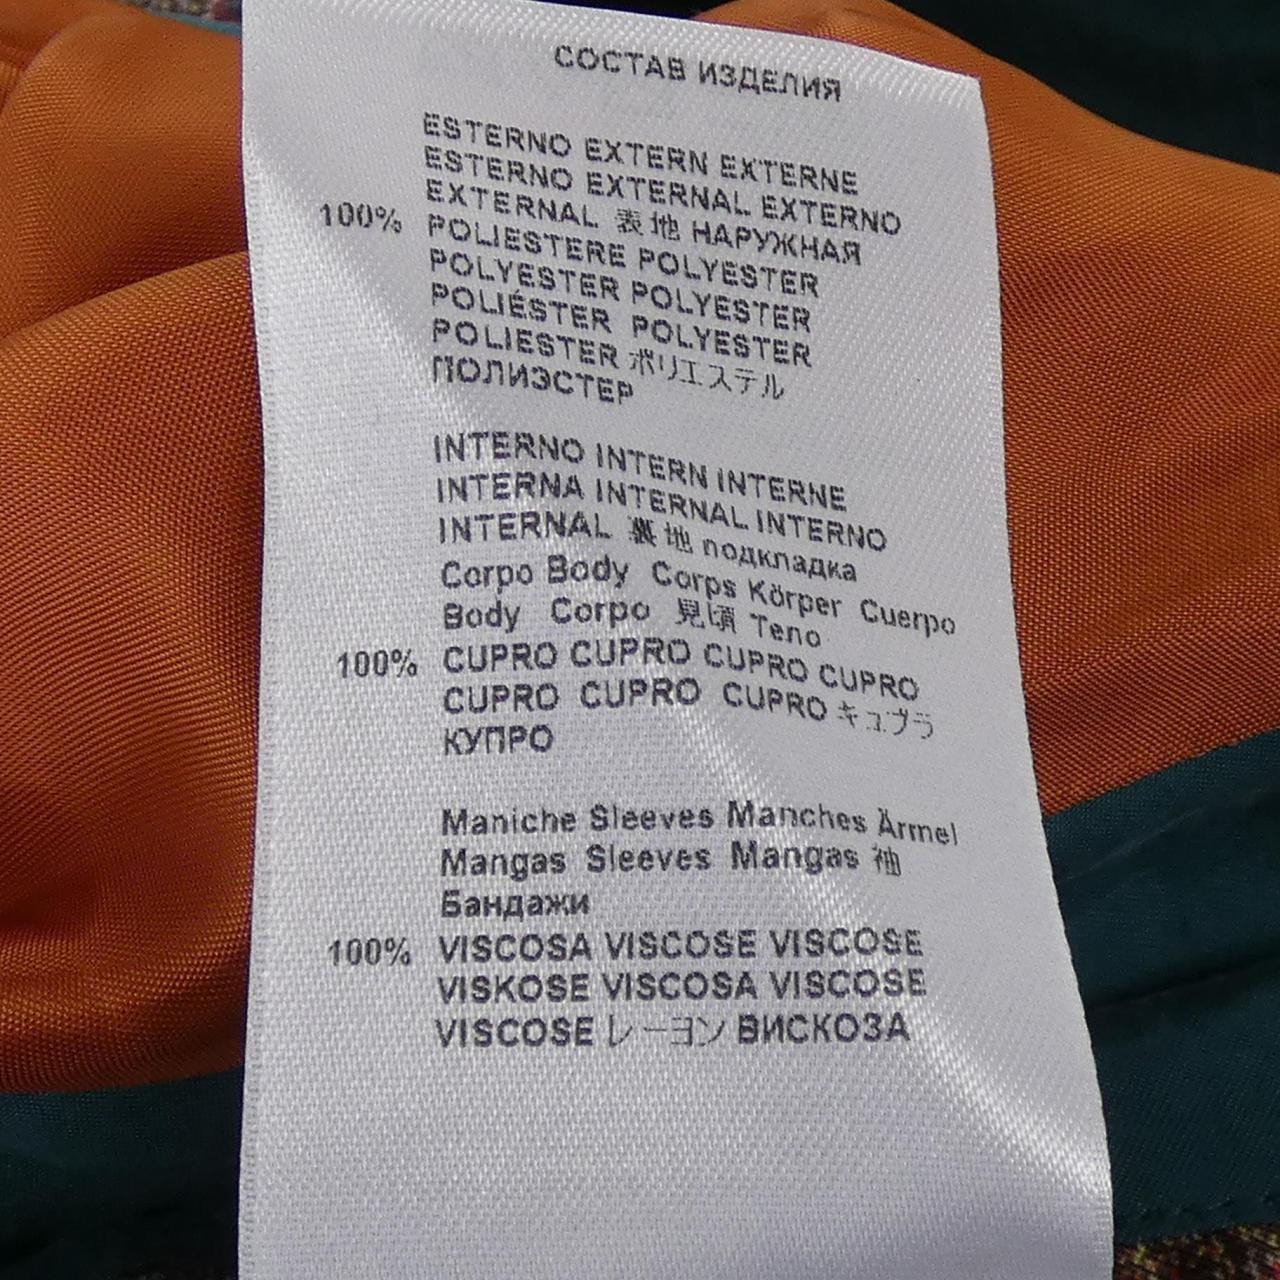 СОСТАВ ИЗДЕЛИЯ
ESTERNO EXTERN EXTERNE
ESTERNO EXTERNAL EXTERNO
EXTERNAL 表地 НАРУЖНАЯ
100% POLIESTERE POLYESTER
POLYESTER POLYESTER
POLIÉSTER POLYESTER
POLIESTER ポリエステル
ПОЛИЭСТЕР
INTERNO INTERN INTERNE
INTERNA INTERNAL INTERNO
INTERNAL 裏地 подкладка
Corpo Body Corps Körper Cuerpo
Body Corpo 見頃 Teno
100% CUPRO CUPRO CUPRO CUPRO
CUPRO CUPRO CUPRO キュプラ
КУПРО
Maniche Sleeves Manches Ärmel
Mangas Sleeves Mangas 袖
Бандажи
100% VISCOSA VISCOSE VISCOSE
VISKOSE VISCOSA VISCOSE
VISCOSE レーヨン ВИСКОЗА